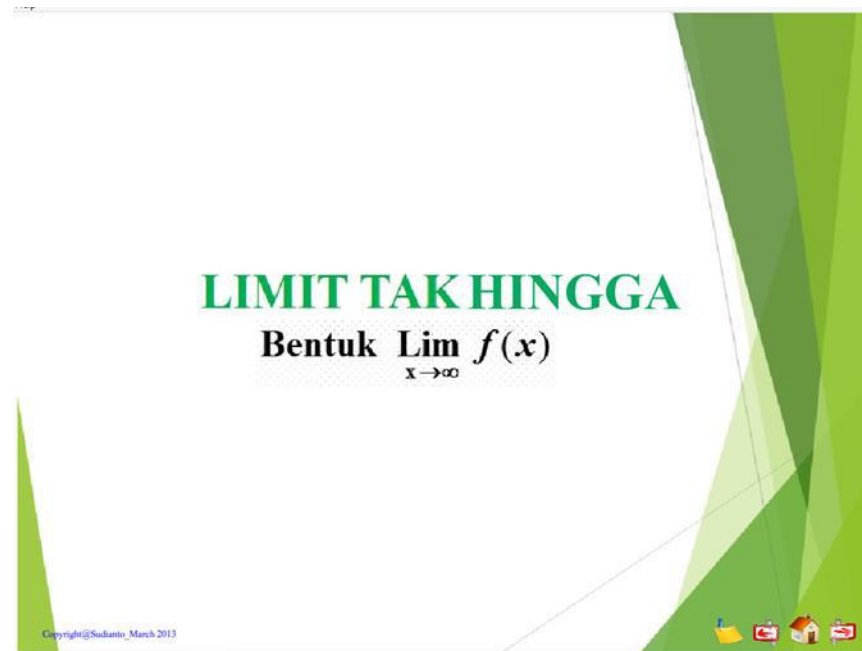 LIMIT TAK HINGGA
Bentuk Lim f(x)
x→∞
Copyright@Sudianto_March 2013